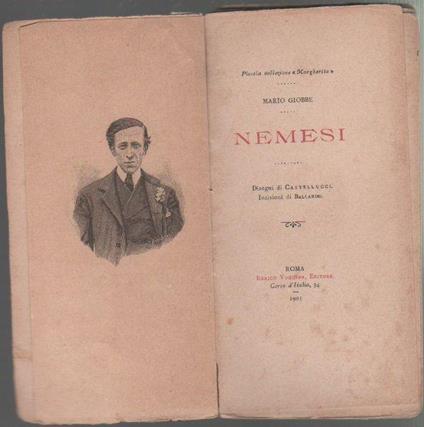 Piccola collezione « Margherita »
MARIO GIOBBE
NEMESI
Disegni di CASTELLUCCI.
Incisioni di BALLARINI.
ROMA
ENRICO VOGHERA, EDITORE
Corso d'Italia, 34
1901